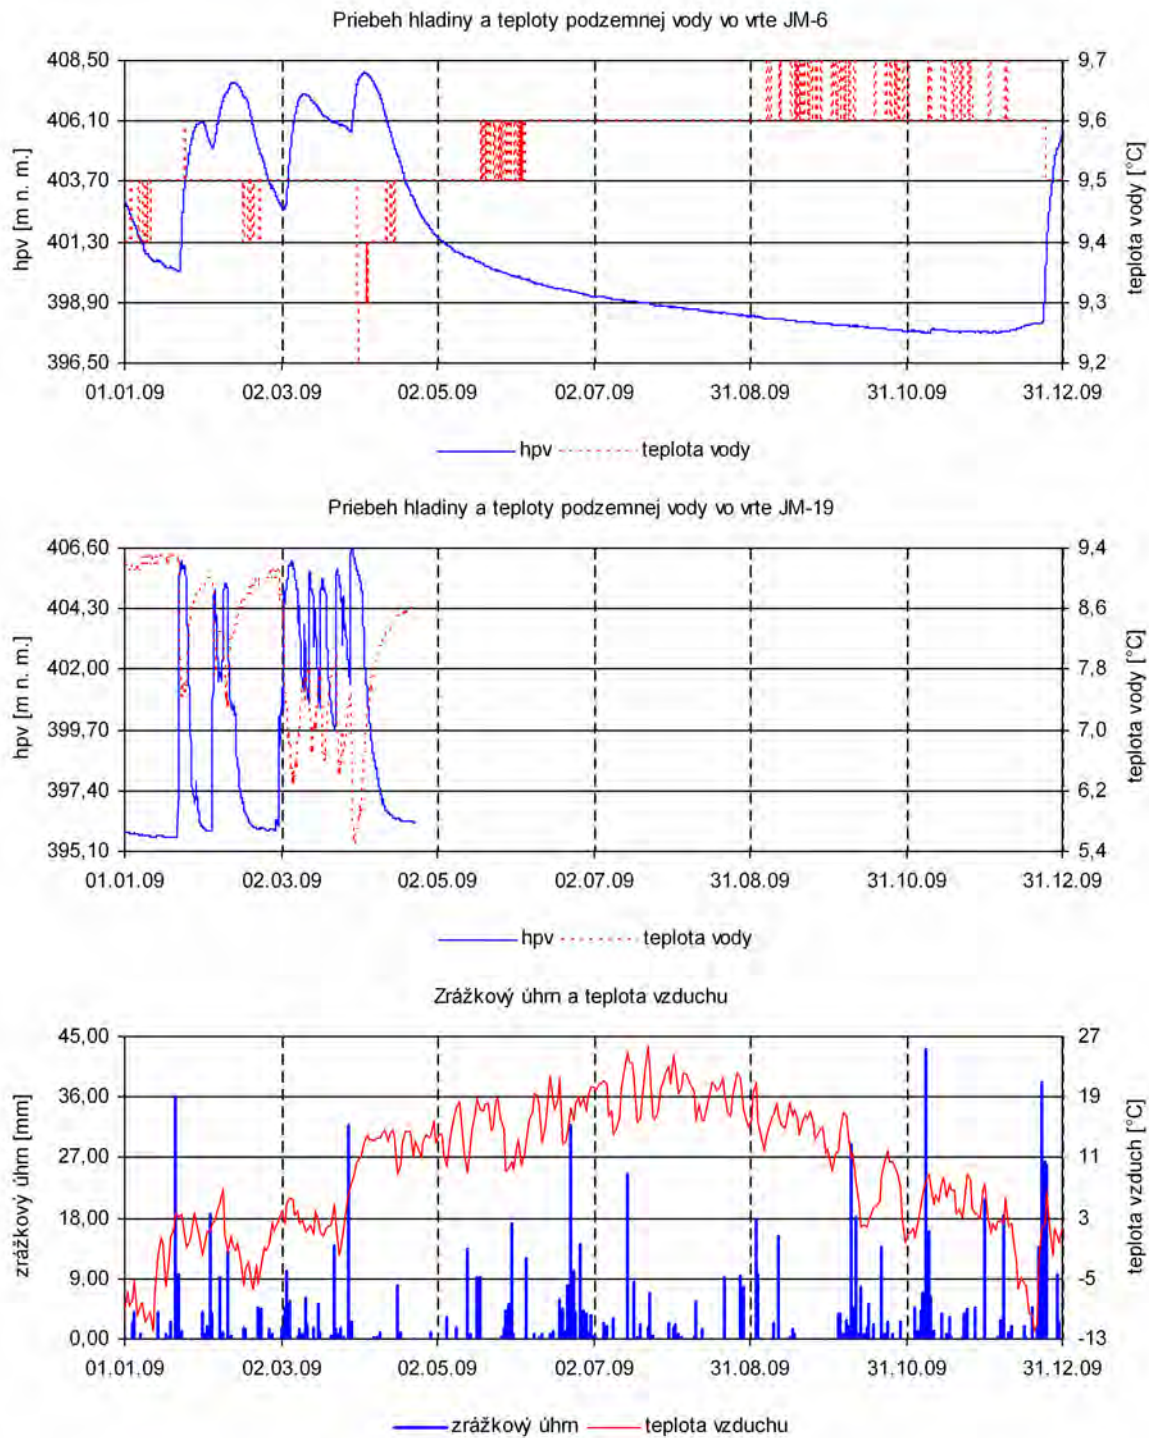 Priebeh hladiny a teploty podzemnej vody vo vrte JM-6
hpv [m n. m.]
408,50
406,10
403,70
401,30
398,90
396,50
9,7
9,6
9,5
9,4
9,3
9,2
teplota vody [°C]
01.01.09 02.03.09 02.05.09 02.07.09 31.08.09 31.10.09 31.12.09
hpv teplota vody
Priebeh hladiny a teploty podzemnej vody vo vrte JM-19
hpv [m n. m.]
406,60
404,30
402,00
399,70
397,40
395,10
9,4
8,6
7,8
7,0
6,2
5,4
teplota vody [°C]
01.01.09 02.03.09 02.05.09 02.07.09 31.08.09 31.10.09 31.12.09
hpv teplota vody
Zrážkový úhrn a teplota vzduchu
zrážkový úhrn [mm]
45,00
36,00
27,00
18,00
9,00
0,00
27
19
11
3
-5
-13
teplota vzduch [°C]
01.01.09 02.03.09 02.05.09 02.07.09 31.08.09 31.10.09 31.12.09
zrážkový úhrn teplota vzduchu